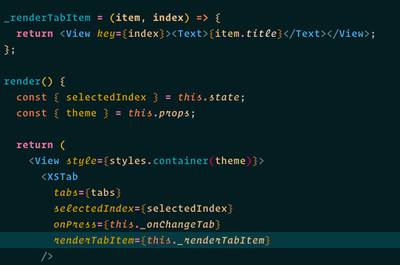 _renderTabItem = (item, index) => {
  return <View key={index}><Text>{item.title}</Text></View>;
};

render() {
  const { selectedIndex } = this.state;
  const { theme } = this.props;

  return (
    <View style={styles.container(theme)}>
      <XSTab
        tabs={tabs}
        selectedIndex={selectedIndex}
        onPress={this._onChangeTab}
        renderTabItem={this._renderTabItem}
      />